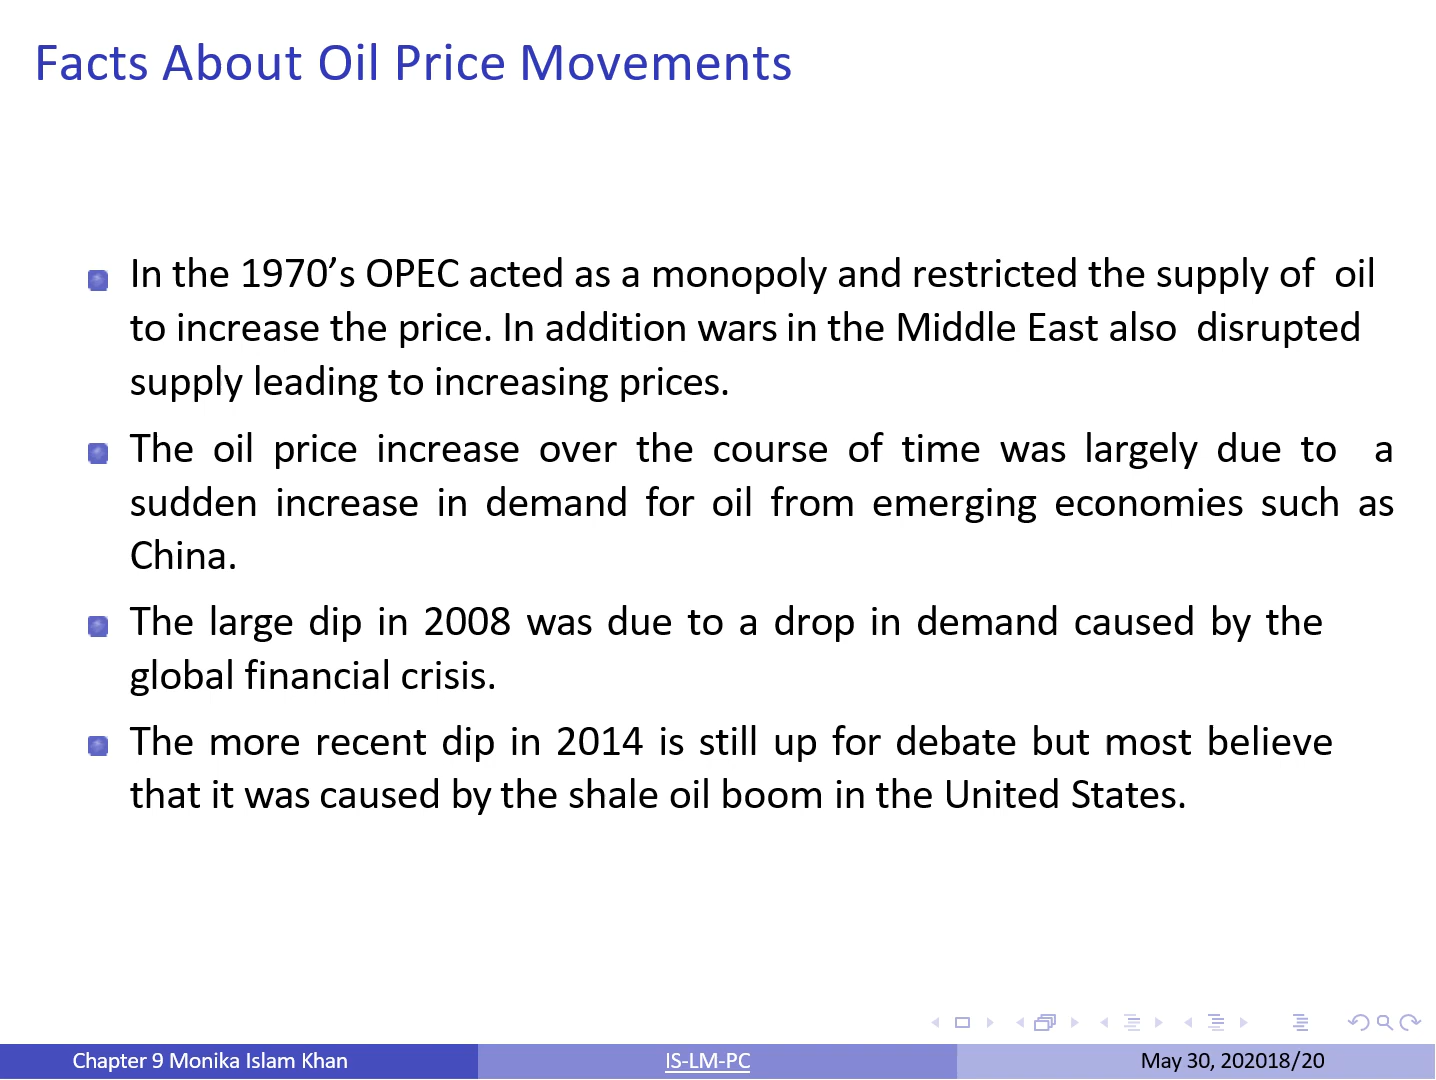 Facts About Oil Price Movements
In the 1970’s OPEC acted as a monopoly and restricted the supply of oil
to increase the price. In addition wars in the Middle East also disrupted
supply leading to increasing prices.
The oil price increase over the course of time was largely due to a
sudden increase in demand for oil from emerging economies such as
China.
The large dip in 2008 was due to a drop in demand caused by the
global financial crisis.
The more recent dip in 2014 is still up for debate but most believe
that it was caused by the shale oil boom in the United States.
Chapter 9 Monika Islam Khan
IS-LM-PC
May 30, 202018/20